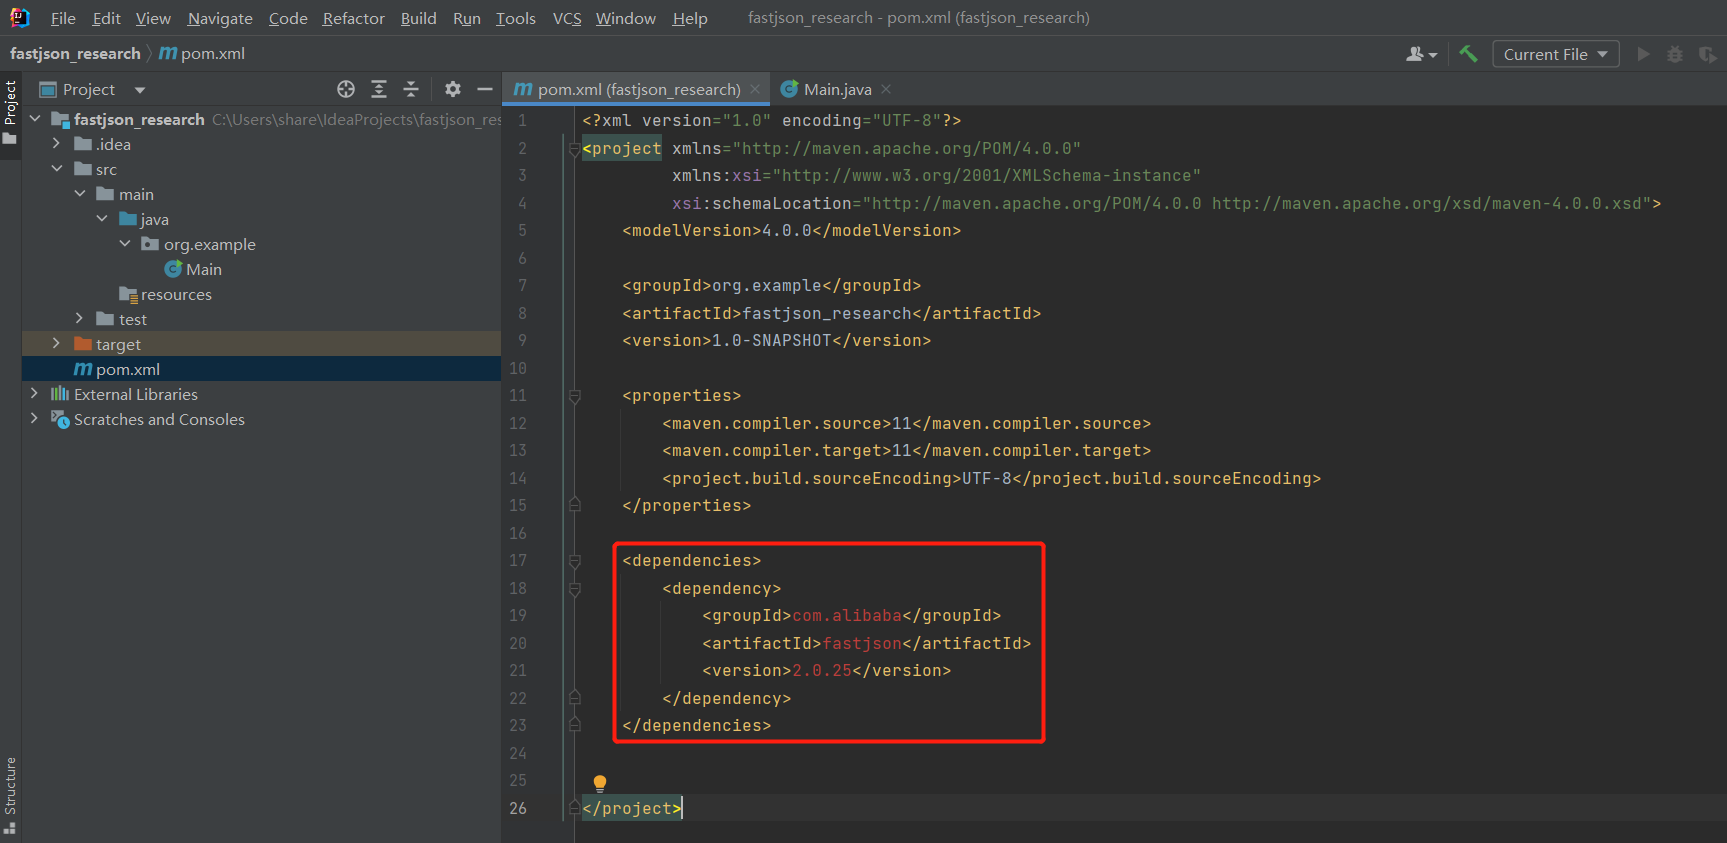 File Edit View Navigate Code Refactor Build Run Tools VCS Window Help fastjson_research - pom.xml (fastjson_research)
fastjson_research pom.xml Current File
Project
Project
pom.xml (fastjson_research) Main.java
fastjson_research C:\Users\share\IdeaProjects\fastjson_res
.idea
src
main
java
org.example
Main
resources
test
target
pom.xml
External Libraries
Scratches and Consoles
Structure
1 <?xml version="1.0" encoding="UTF-8"?>
2 <project xmlns="http://maven.apache.org/POM/4.0.0"
3 xmlns:xsi="http://www.w3.org/2001/XMLSchema-instance"
4 xsi:schemaLocation="http://maven.apache.org/POM/4.0.0 http://maven.apache.org/xsd/maven-4.0.0.xsd">
5 <modelVersion>4.0.0</modelVersion>
6
7 <groupId>org.example</groupId>
8 <artifactId>fastjson_research</artifactId>
9 <version>1.0-SNAPSHOT</version>
10
11 <properties>
12 <maven.compiler.source>11</maven.compiler.source>
13 <maven.compiler.target>11</maven.compiler.target>
14 <project.build.sourceEncoding>UTF-8</project.build.sourceEncoding>
15 </properties>
16
17 <dependencies>
18 <dependency>
19 <groupId>com.alibaba</groupId>
20 <artifactId>fastjson</artifactId>
21 <version>2.0.25</version>
22 </dependency>
23 </dependencies>
24
25
26 </project>